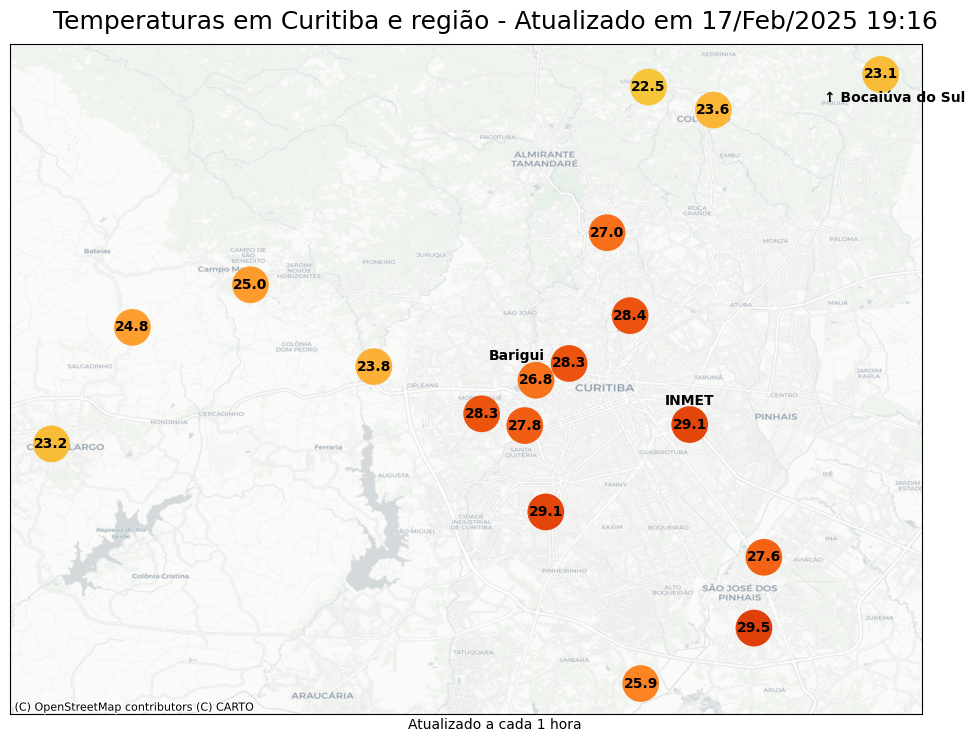 Temperaturas em Curitiba e região - Atualizado em 17/Feb/2025 19:16
SERRINHA
23.1
22.5
↑ Bocaiúva do Sul
23.6
PACOTUBA
ALMIRANTE
TAMANDARÉ
EMBU
ROÇA
GRANDE
27.0
MONZA
PALOMA
Bateias
CAMPO DE
SÃO
BENEDITO
JURUQUI
PIONEIRO
JARDIM
NOVOS
HORIZONTES
25.0
ATUBA
MAUÁ
SÃO JOÃO
28.4
24.8
COLÔNIA
DOM PEDRO
Barigui
28.3
SALGADINHO
23.8
JARDIM
KARLA
TARUMÃ
26.8
ORLEANS
CURITIBA
CENTRO
INMET
28.3
CERCADINHO
PINHAIS
RONDINHA
27.8
29.1
23.2
Ferraria
SANTA
QUITÉRIA
GUABIROTUBA
AUGUSTA
IPÊ
FANNY
JARDIM
ESTADI
29.1
CIDADE
INDUSTRIAL
DE CURITIBA
SÃO MIGUEL
XAXIM
BOQUEIRÃO
Represa do Rio
Verde
INÁ
27.6
AVIAÇÃO
Colônia Cristina
PINHEIRINHO
ALTO
BOQUEIRÃO
SÃO JOSÉ DOS
PINHAIS
JUREMA
29.5
TATUQUARA
UMBARÁ
25.9
ARUJÁ
ARAUCÁRIA
(C) OpenStreetMap contributors (C) CARTO
Atualizado a cada 1 hora